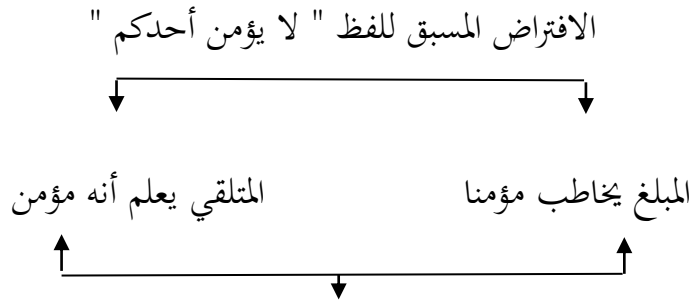 الافتراض المسبق للفظ " لا يؤمن أحدكم "
المبلغ يخاطب مؤمنا المتلقي يعلم أنه مؤمن